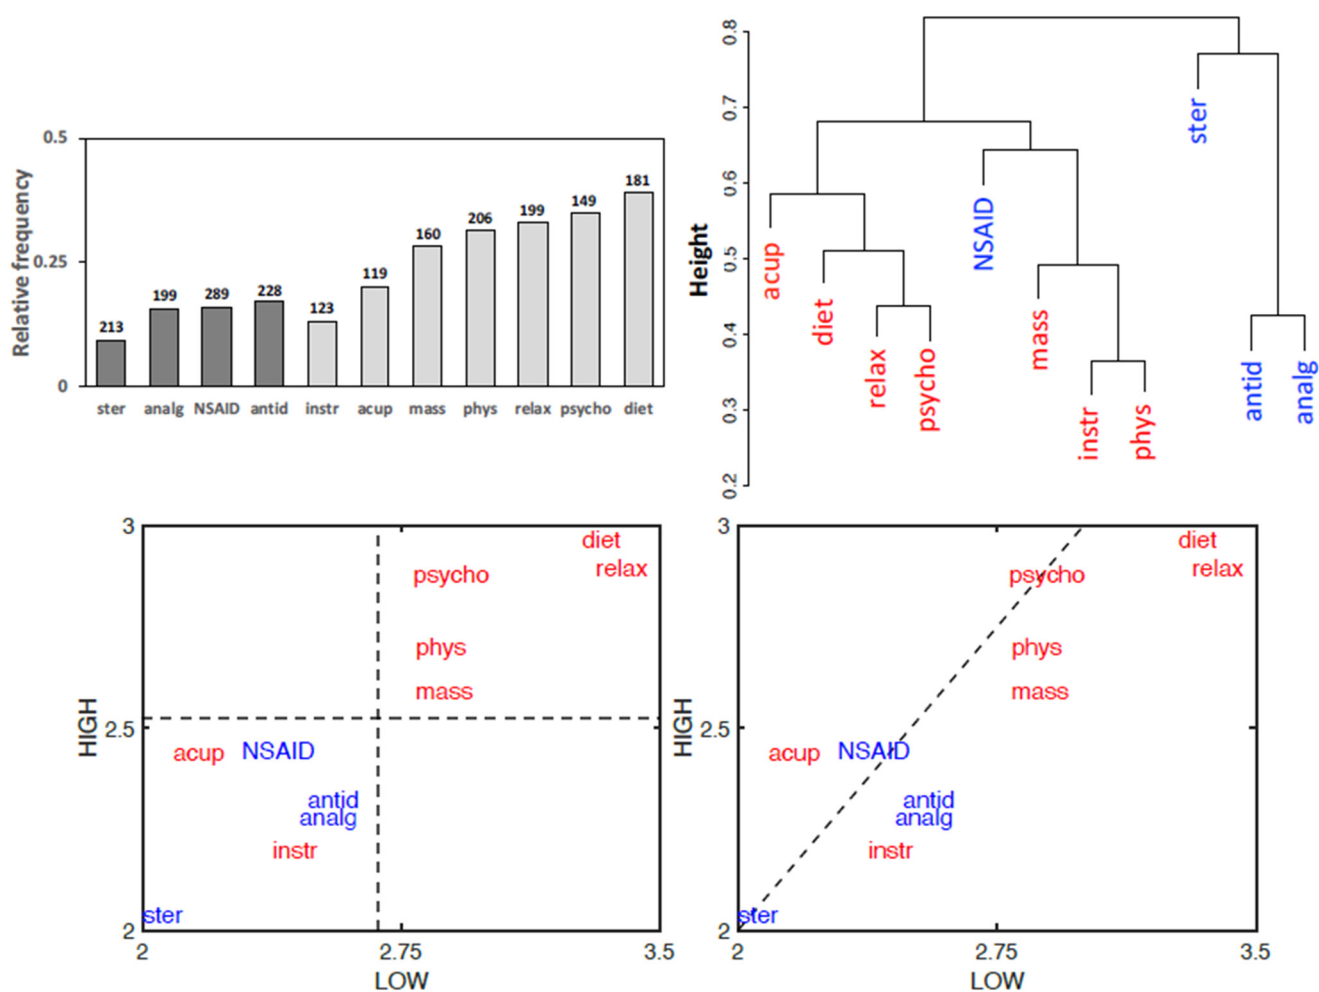 0.5
0.25
0
Relative frequency
213
199
289
228
123
119
160
206
199
149
181
ster analg NSAID antid instr acup mass phys relax psycho diet
Height
0.8
0.7
0.6
0.5
0.4
0.3
0.2
acup
diet
relax
psycho
NSAID
mass
instr
phys
ster
antid
analg
HIGH
3
2.5
2
diet
relax
psycho
phys
mass
acup NSAID
antid
analg
instr
ster
2 2.75 3.5
LOW
HIGH
3
2.5
2
diet
relax
psycho
phys
mass
acup NSAID
antid
analg
instr
ster
2 2.75 3.5
LOW